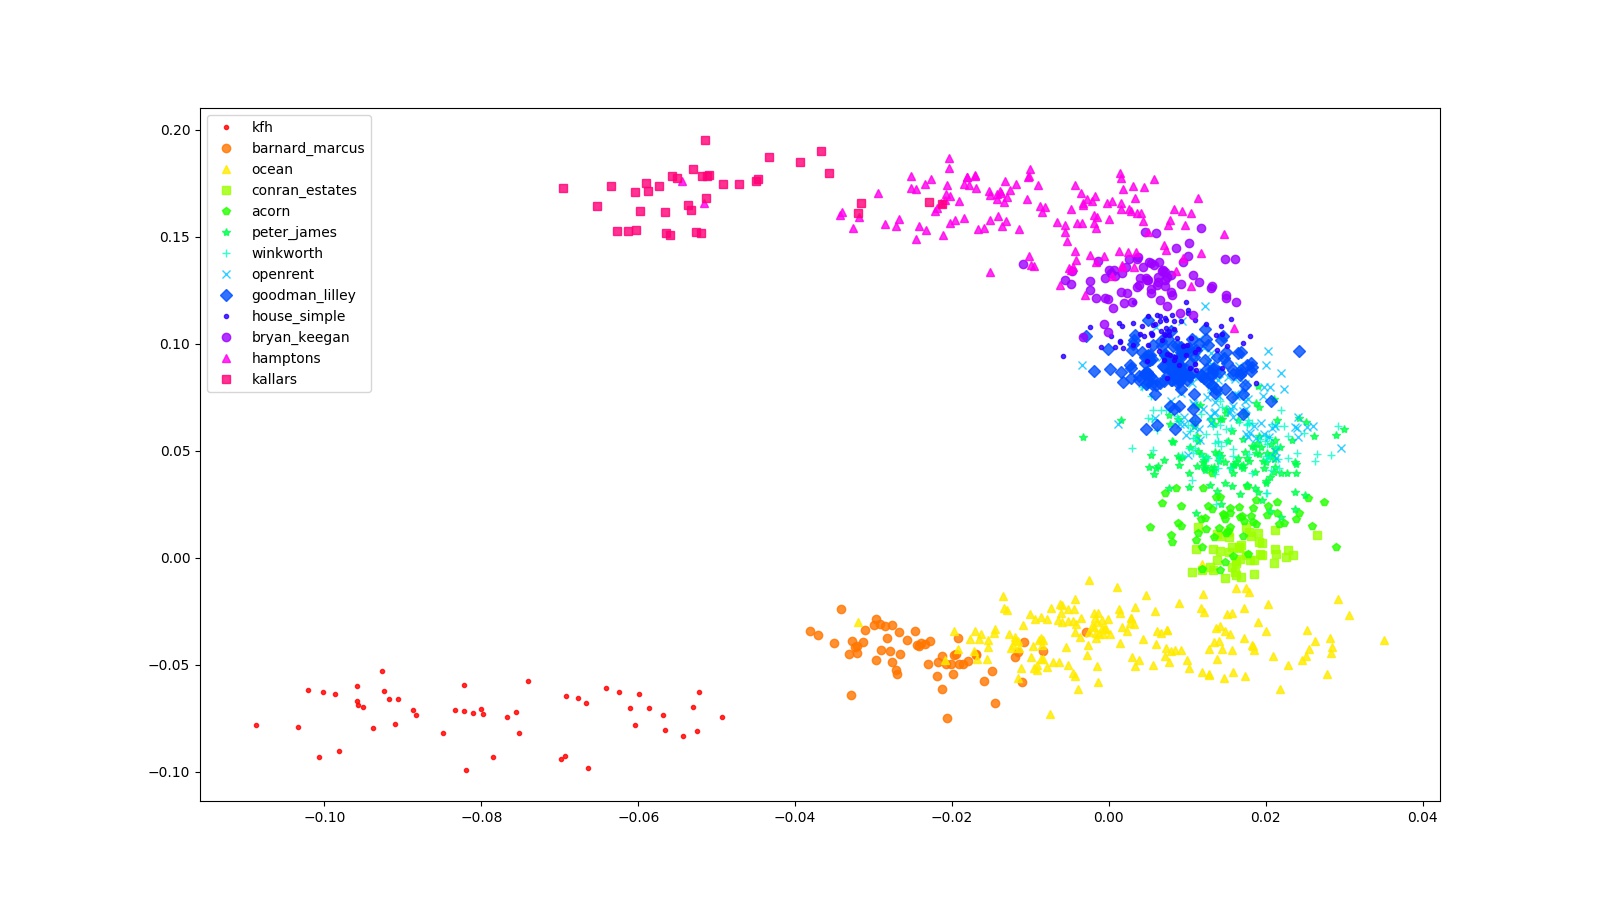 kfh
barnard_marcus
ocean
conran_estates
acorn
peter_james
winkworth
openrent
goodman_lilley
house_simple
bryan_keegan
hamptons
kallars
0.20
0.15
0.10
0.05
0.00
−0.05
−0.10
−0.10 −0.08 −0.06 −0.04 −0.02 0.00 0.02 0.04